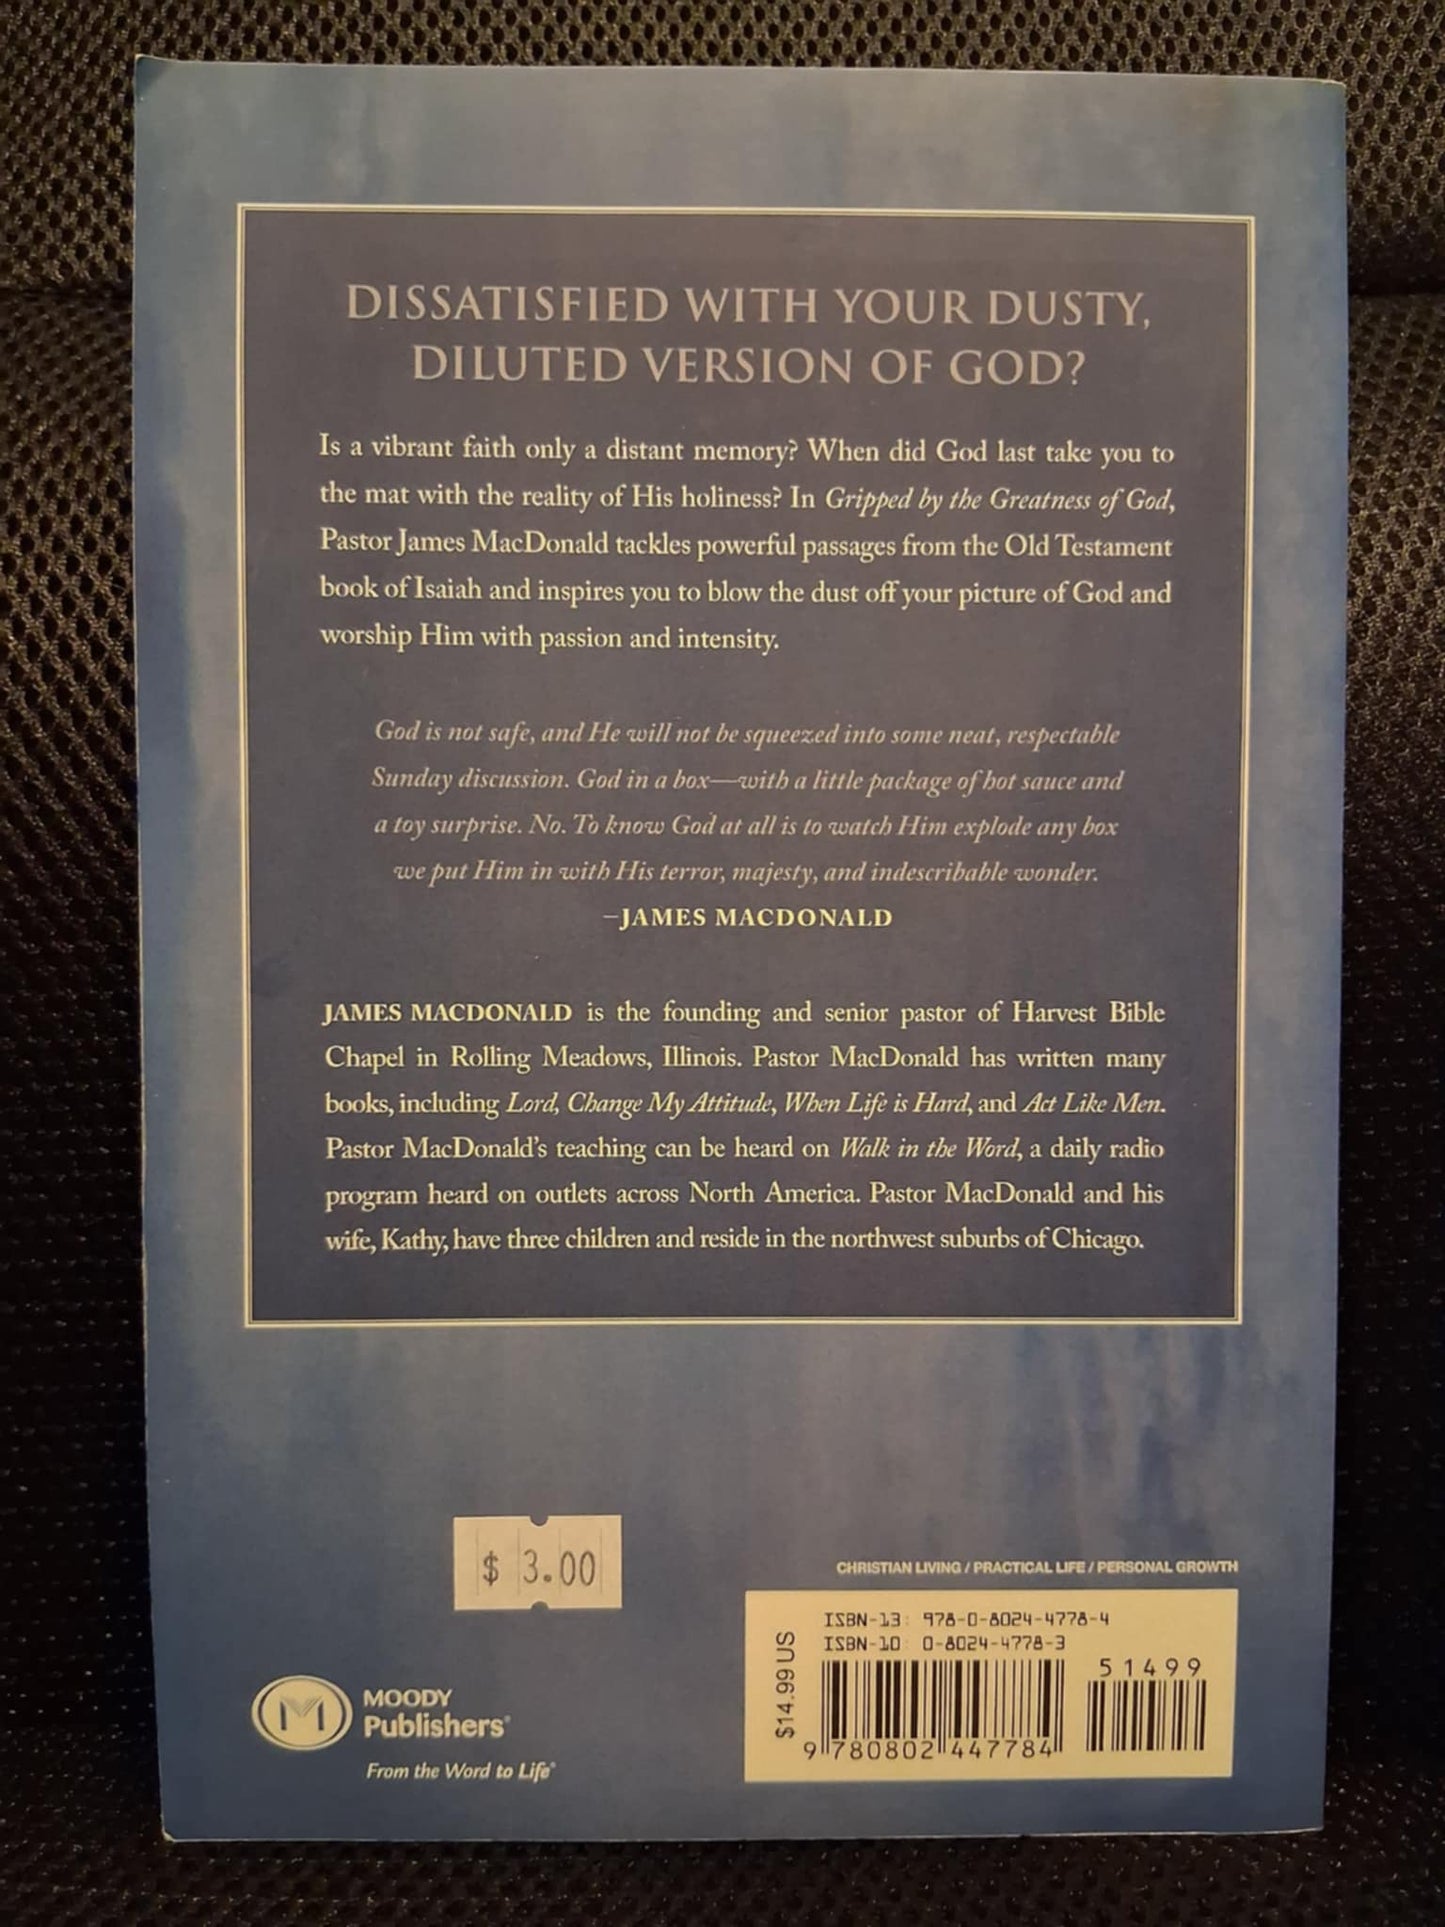 DISSATISFIED WITH YOUR DUSTY,
DILUTED VERSION OF GOD?
Is a vibrant faith only a distant memory? When did God last take you to
the mat with the reality of His holiness? In Gripped by the Greatness of God,
Pastor James MacDonald tackles powerful passages from the Old Testament
book of Isaiah and inspires you to blow the dust off your picture of God and
worship Him with passion and intensity.
God is not safe, and He will not be squeezed into some neat, respectable
Sunday discussion. God in a box—with a little package of hot sauce and
a toy surprise. No. To know God at all is to watch Him explode any box
we put Him in with His terror, majesty, and indescribable wonder.
–JAMES MACDONALD
JAMES MACDONALD is the founding and senior pastor of Harvest Bible
Chapel in Rolling Meadows, Illinois. Pastor MacDonald has written many
books, including Lord, Change My Attitude, When Life is Hard, and Act Like Men.
Pastor MacDonald's teaching can be heard on Walk in the Word, a daily radio
program heard on outlets across North America. Pastor MacDonald and his
wife, Kathy, have three children and reside in the northwest suburbs of Chicago.
$ 3.00
CHRISTIAN LIVING / PRACTICAL LIFE / PERSONAL GROWTH
ISBN-13: 978-0-8024-4778-4
ISBN-10: 0-8024-4778-3
$14.99 US
51499
9 780802 447784
M
MOODY
Publishers®
From the Word to Life®